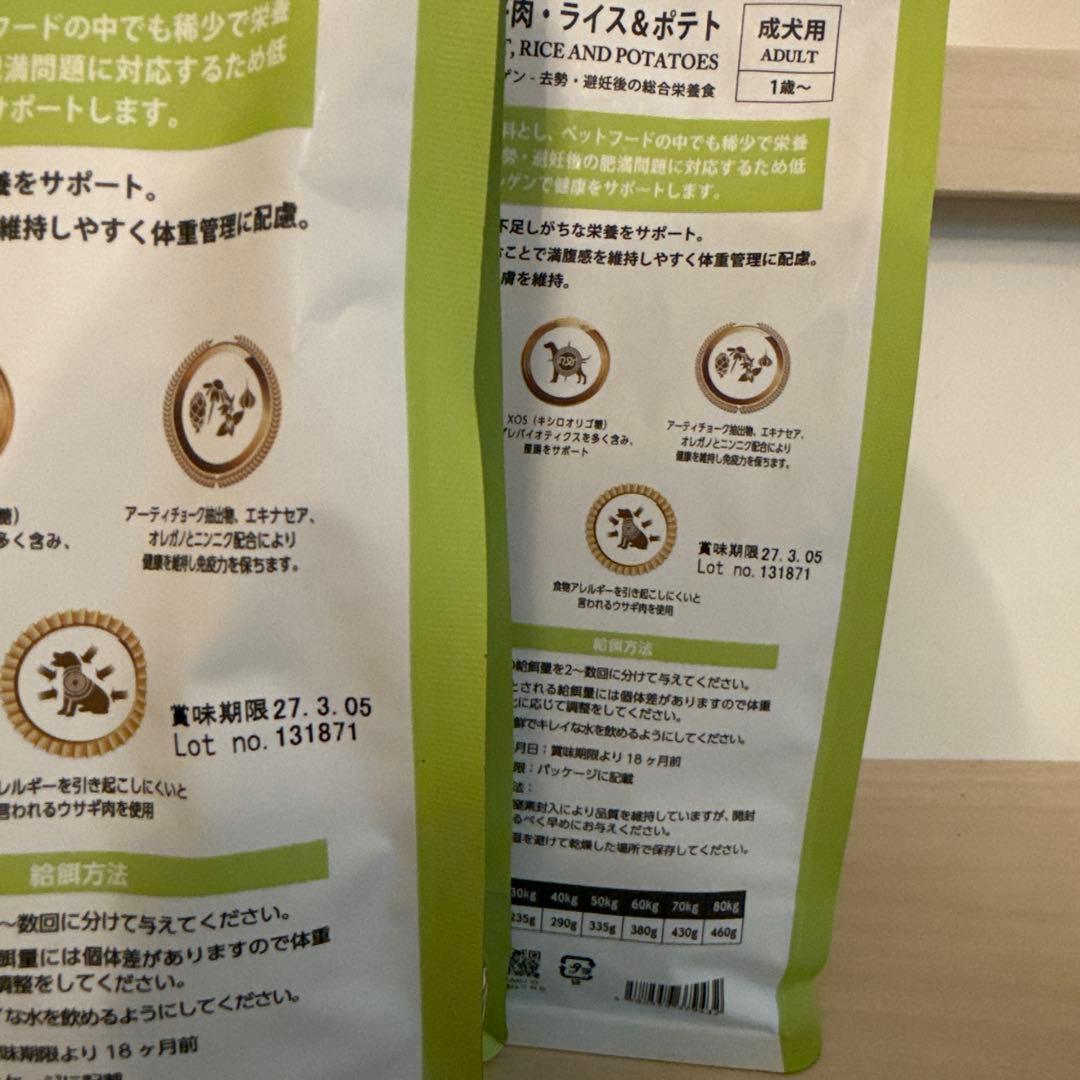 フードの中でも稀少で栄養
満問題に対応するため低
サポートします。
養をサポート。
維持しやすく体重管理に配慮。
アーティチョーク抽出物、エキナセア、
オレガノとニンニク配合により
健康を維持し免疫力を保ちます。
糖)
多く含み、
賞味期限27.3.05
Lot no.131871
レルギーを引き起こしにくいと
言われるウサギ肉を使用
給餌方法
～数回に分けて与えてください。
餌量には個体差がありますので体重
調整をしてください。
な水を飲めるようにしてください。
味期限より18ヶ月前
肉・ライス&ポテト
, RICE AND POTATOES
ゲン - 去勢・避妊後の総合栄養食
成犬用
ADULT
1歳～
料とし、ペットフードの中でも稀少で栄養
勢・避妊後の肥満問題に対応するため低
ゲンで健康をサポートします。
不足しがちな栄養をサポート。
ことで満腹感を維持しやすく体重管理に配慮。
膚を維持。
XOS (キシロオリゴ糖)
プレバイオティクスを多く含み、
整腸をサポート
アーティチョーク抽出物、エキナセア、
オレガノとニンニク配合により
健康を維持し免疫力を保ちます。
賞味期限27.3.05
Lot no.131871
食物アレルギーを引き起こしにくいと
言われるウサギ肉を使用
給餌方法
給餌量を2～数回に分けて与えてください。
とされる給餌量には個体差がありますので体重
に応じて調整をしてください。
鮮でキレイな水を飲めるようにしてください。
月日：賞味期限より18ヶ月前
限：パッケージに記載
法：
窒素封入により品質を維持していますが、開封
るべく早めにお与えください。
温を避けて乾燥した場所で保存してください。
30kg 40kg 50kg 60kg 70kg 80kg
235g 290g 335g 380g 430g 460g